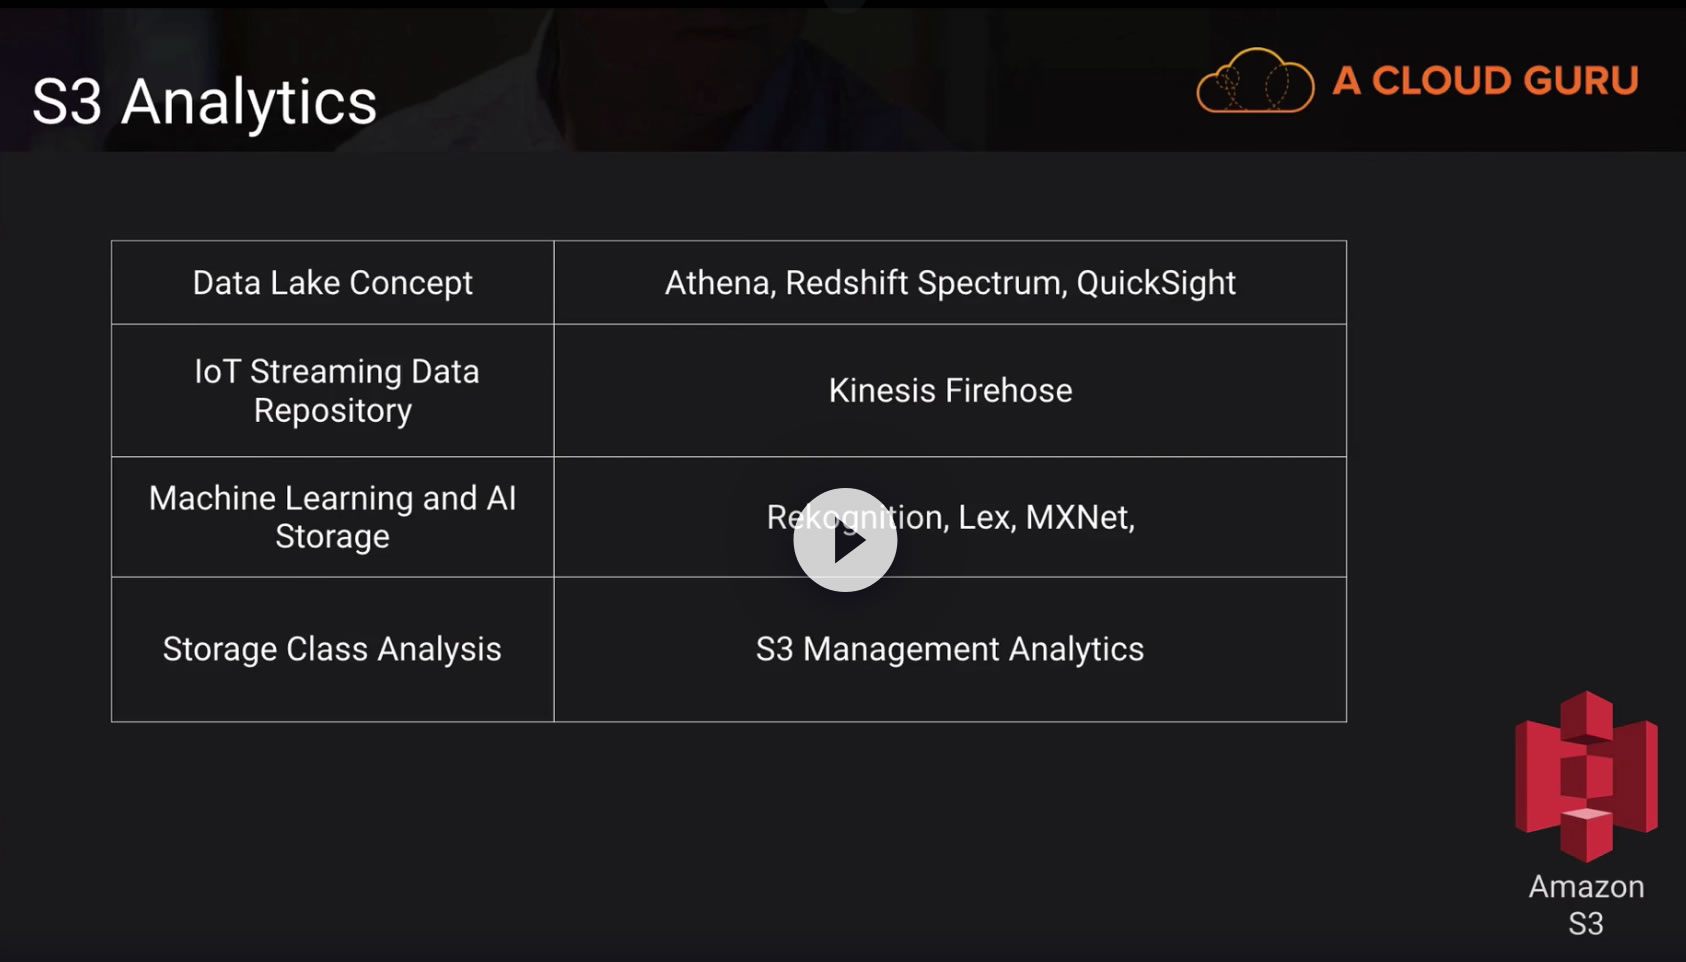 S3 Analytics
A CLOUD GURU
Data Lake Concept
Athena, Redshift Spectrum, QuickSight
IoT Streaming Data
Repository
Kinesis Firehose
Machine Learning and AI
Storage
Rekognition, Lex, MXNet,
Storage Class Analysis
S3 Management Analytics
Amazon
S3